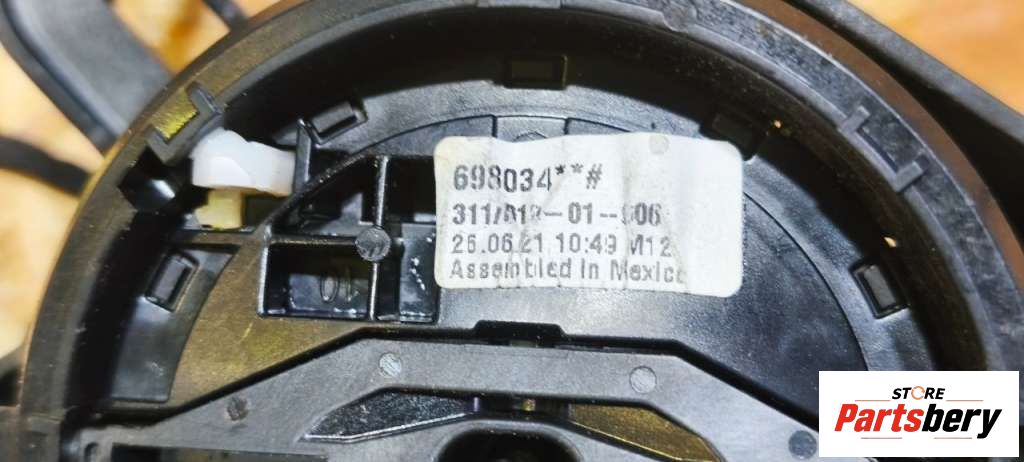 698034**#
26.06.21 10:49 M12
Assembled in Mexico
STORE
Partsbery